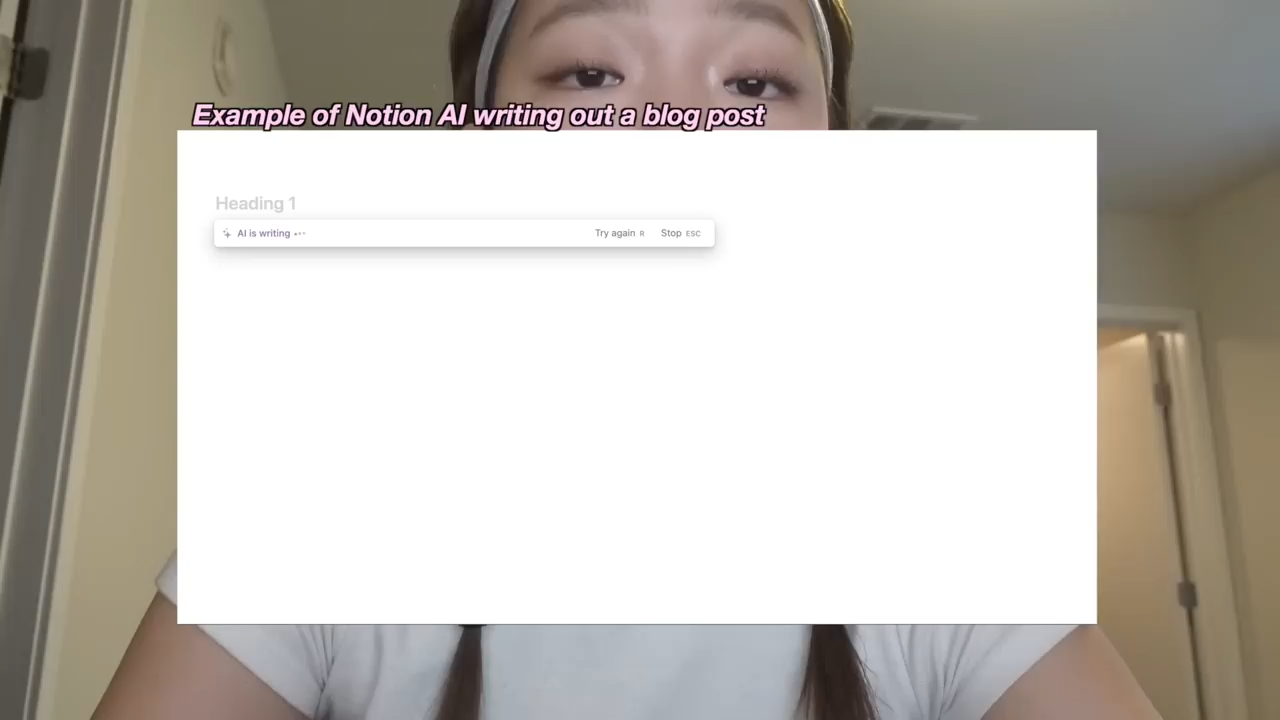 Example of Notion AI writing out a blog post
Heading 1
AI is writing
Try again R Stop ESC